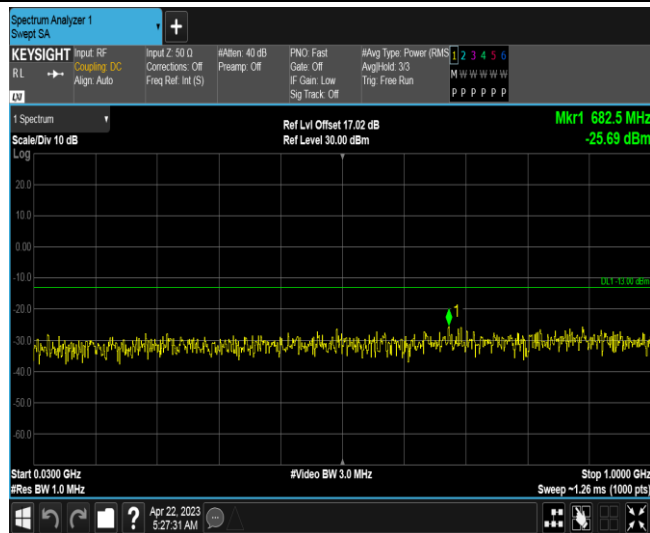 Spectrum Analyzer 1
Swept SA
+
KEYSIGHT
RL
LXI
Input: RF
Coupling: DC
Align: Auto
Input Z: 50 Ω
Corrections: Off
Freq Ref: Int (S)
#Atten: 40 dB
Preamp: Off
PNO: Fast
Gate: Off
IF Gain: Low
Sig Track: Off
#Avg Type: Power (RMS
Avg|Hold: 3/3
Trig: Free Run
1 2 3 4 5 6
M W W W W W
P P P P P P
1 Spectrum
Scale/Div 10 dB
Ref Lvl Offset 17.02 dB
Ref Level 30.00 dBm
Mkr1 682.5 MHz
-25.69 dBm
Log
20.0
10.0
0.00
-10.0
DL1 -13.00 dBm
-20.0
1
-30.0
-40.0
-50.0
-60.0
Start 0.0300 GHz
#Video BW 3.0 MHz
Stop 1.0000 GHz
#Res BW 1.0 MHz
Sweep ~1.26 ms (1000 pts)
?
Apr 22, 2023
5:27:31 AM